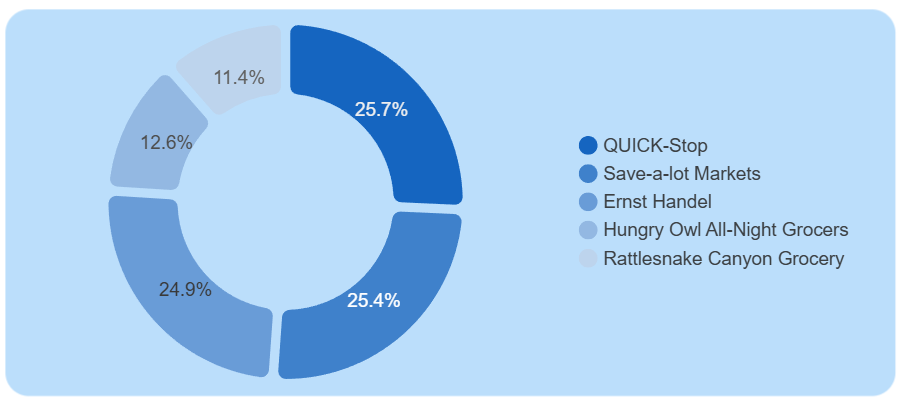 11.4%
25.7%
12.6%
24.9%
25.4%
QUICK-Stop
Save-a-lot Markets
Ernst Handel
Hungry Owl All-Night Grocers
Rattlesnake Canyon Grocery